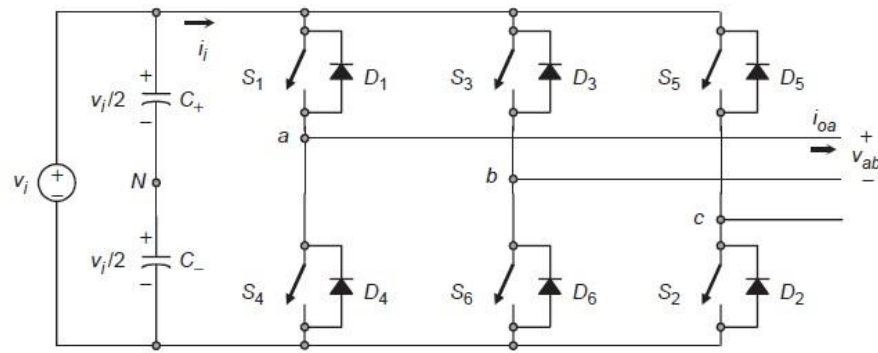 +
i_i
S_1
D_1
S_3
D_3
S_5
D_5
v_i/2
C_+
−
a
i_oa
+
v_ab
−
v_i
+
−
N
b
c
+
v_i/2
C_−
−
S_4
D_4
S_6
D_6
S_2
D_2